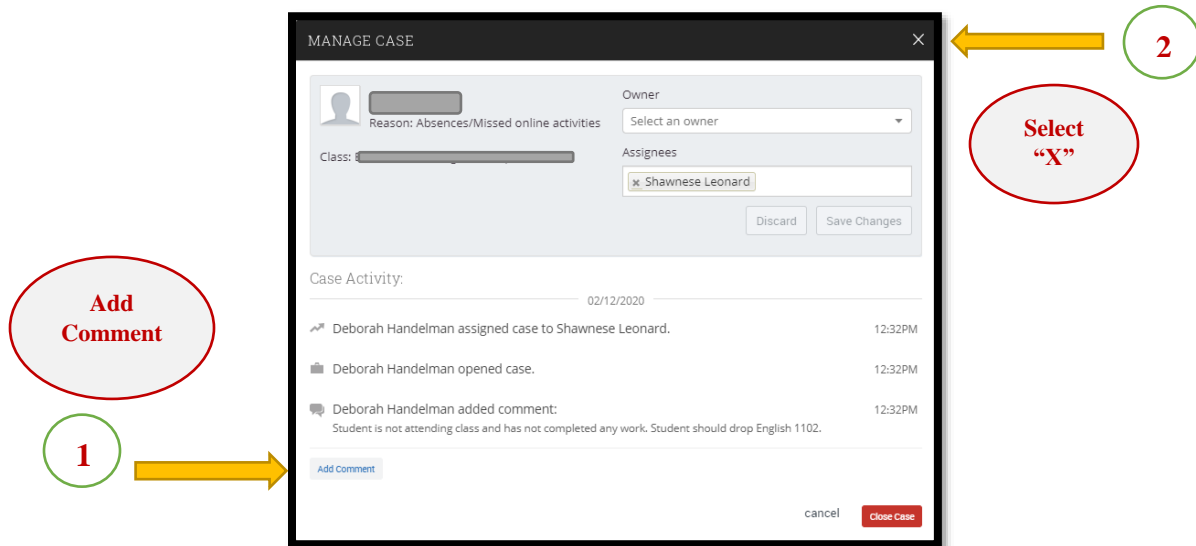 MANAGE CASE
2
Reason: Absences/Missed online activities
Owner
Select an owner
Select
“X”
Class:
Assignees
Shawnese Leonard
Discard
Save Changes
Add
Comment
Case Activity:
02/12/2020
Deborah Handelman assigned case to Shawnese Leonard. 12:32PM
Deborah Handelman opened case. 12:32PM
Deborah Handelman added comment: 12:32PM
Student is not attending class and has not completed any work. Student should drop English 1102.
1
Add Comment
cancel
Close Case